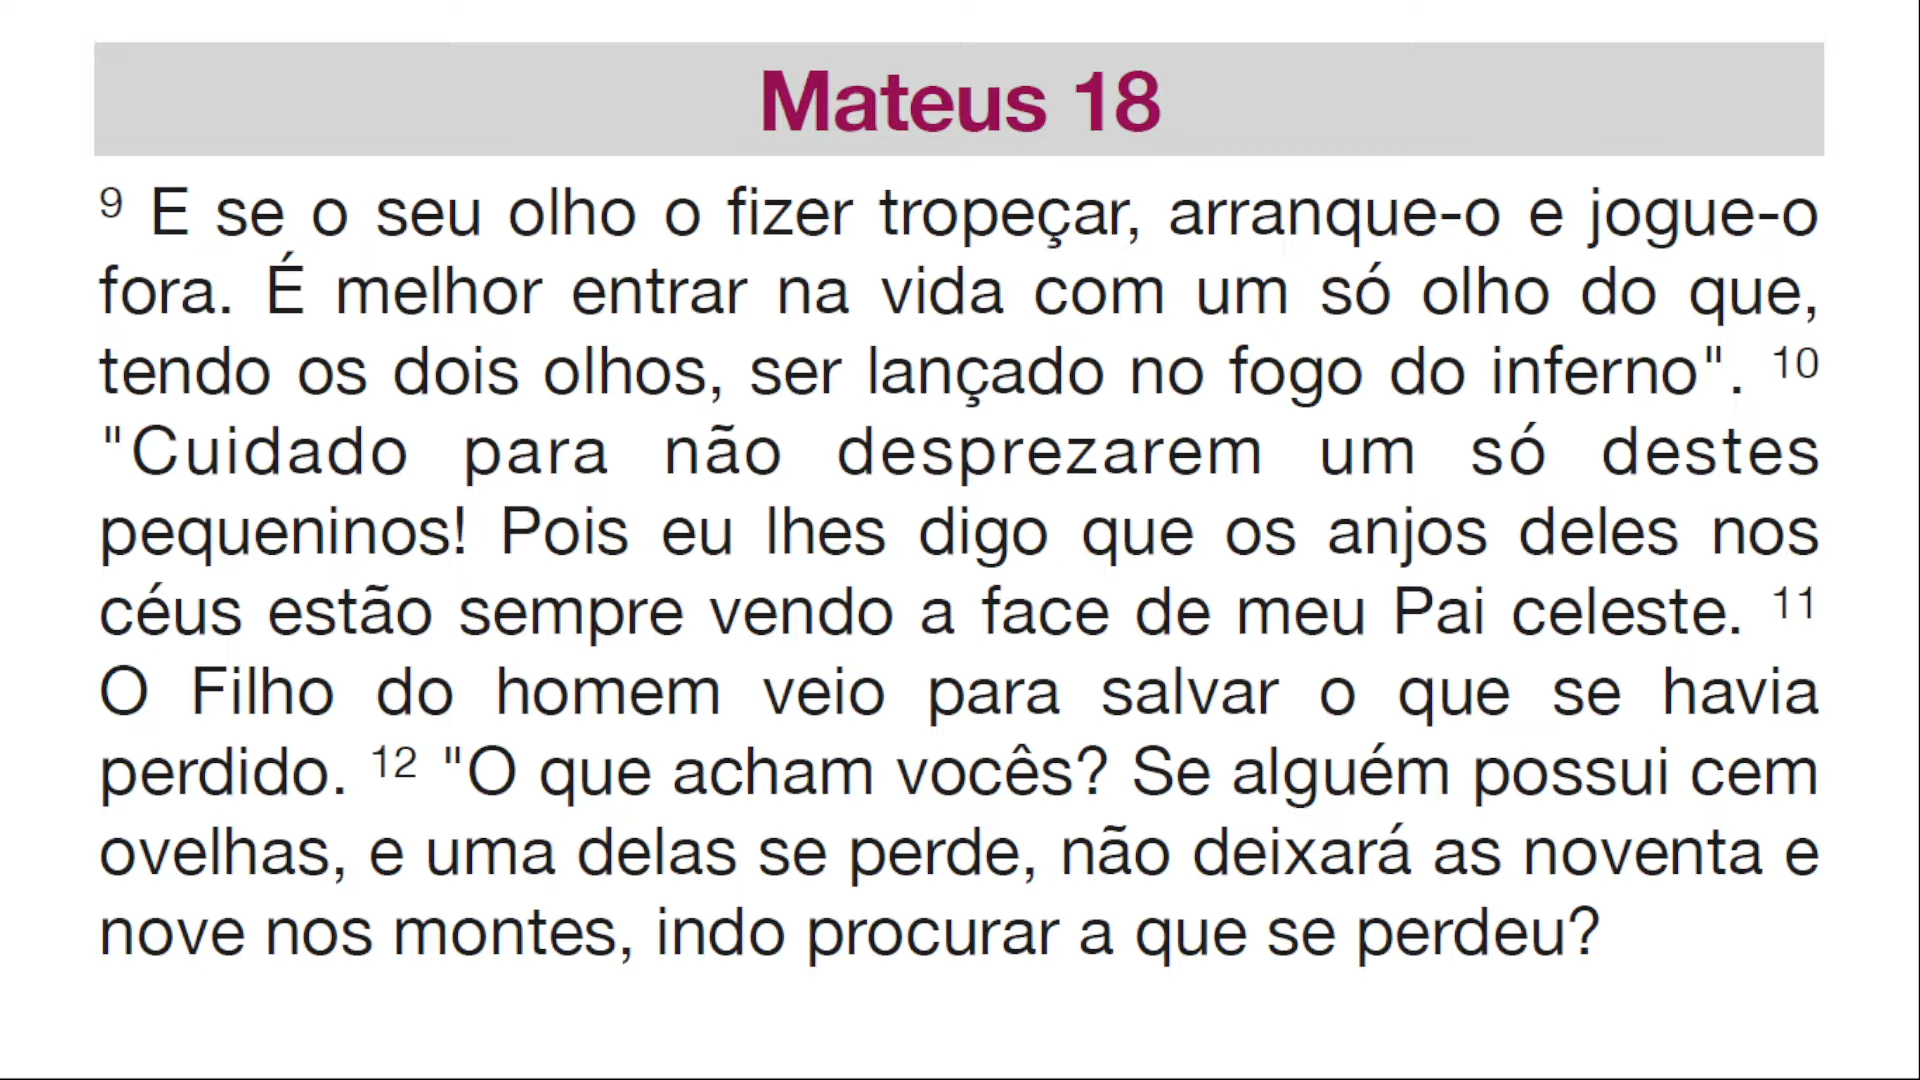 Mateus 18
9 E se o seu olho o fizer tropeçar, arranque-o e jogue-o
fora. É melhor entrar na vida com um só olho do que,
tendo os dois olhos, ser lançado no fogo do inferno". 10
"Cuidado para não desprezarem um só destes
pequeninos! Pois eu lhes digo que os anjos deles nos
céus estão sempre vendo a face de meu Pai celeste. 11
O Filho do homem veio para salvar o que se havia
perdido. 12 "O que acham vocês? Se alguém possui cem
ovelhas, e uma delas se perde, não deixará as noventa e
nove nos montes, indo procurar a que se perdeu?